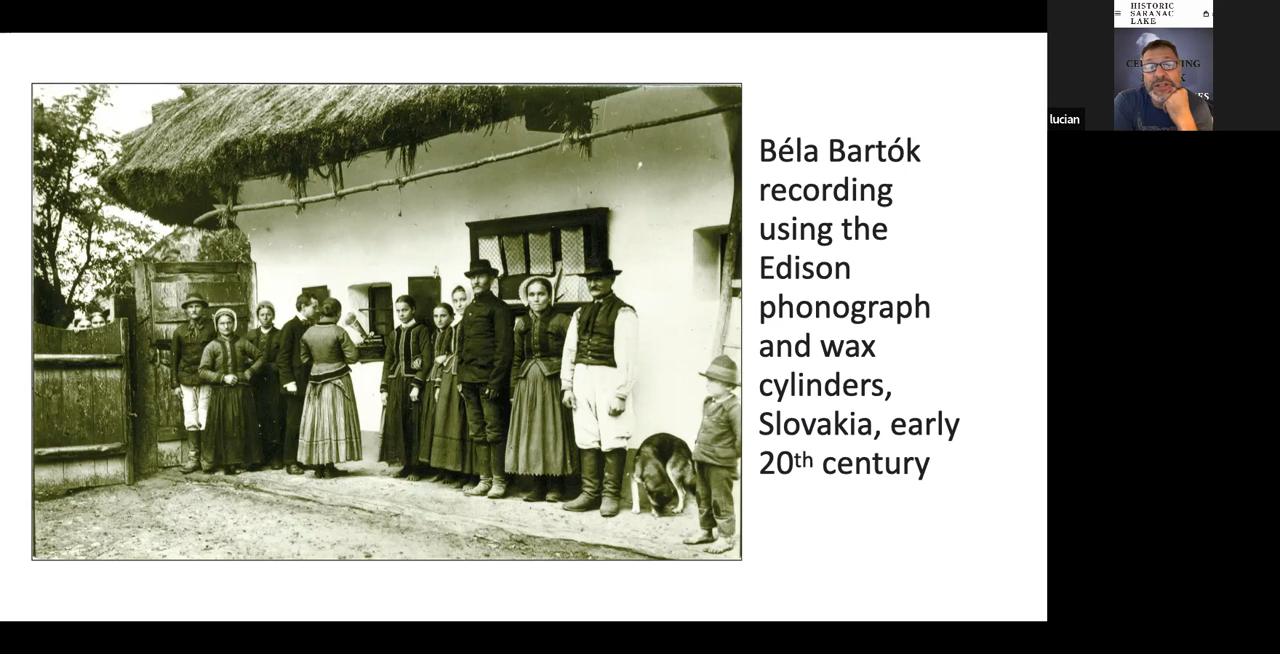 Béla Bartók
recording
using the
Edison
phonograph
and wax
cylinders,
Slovakia, early
20th century
HISTORIC
SARANAC
LAKE
lucian